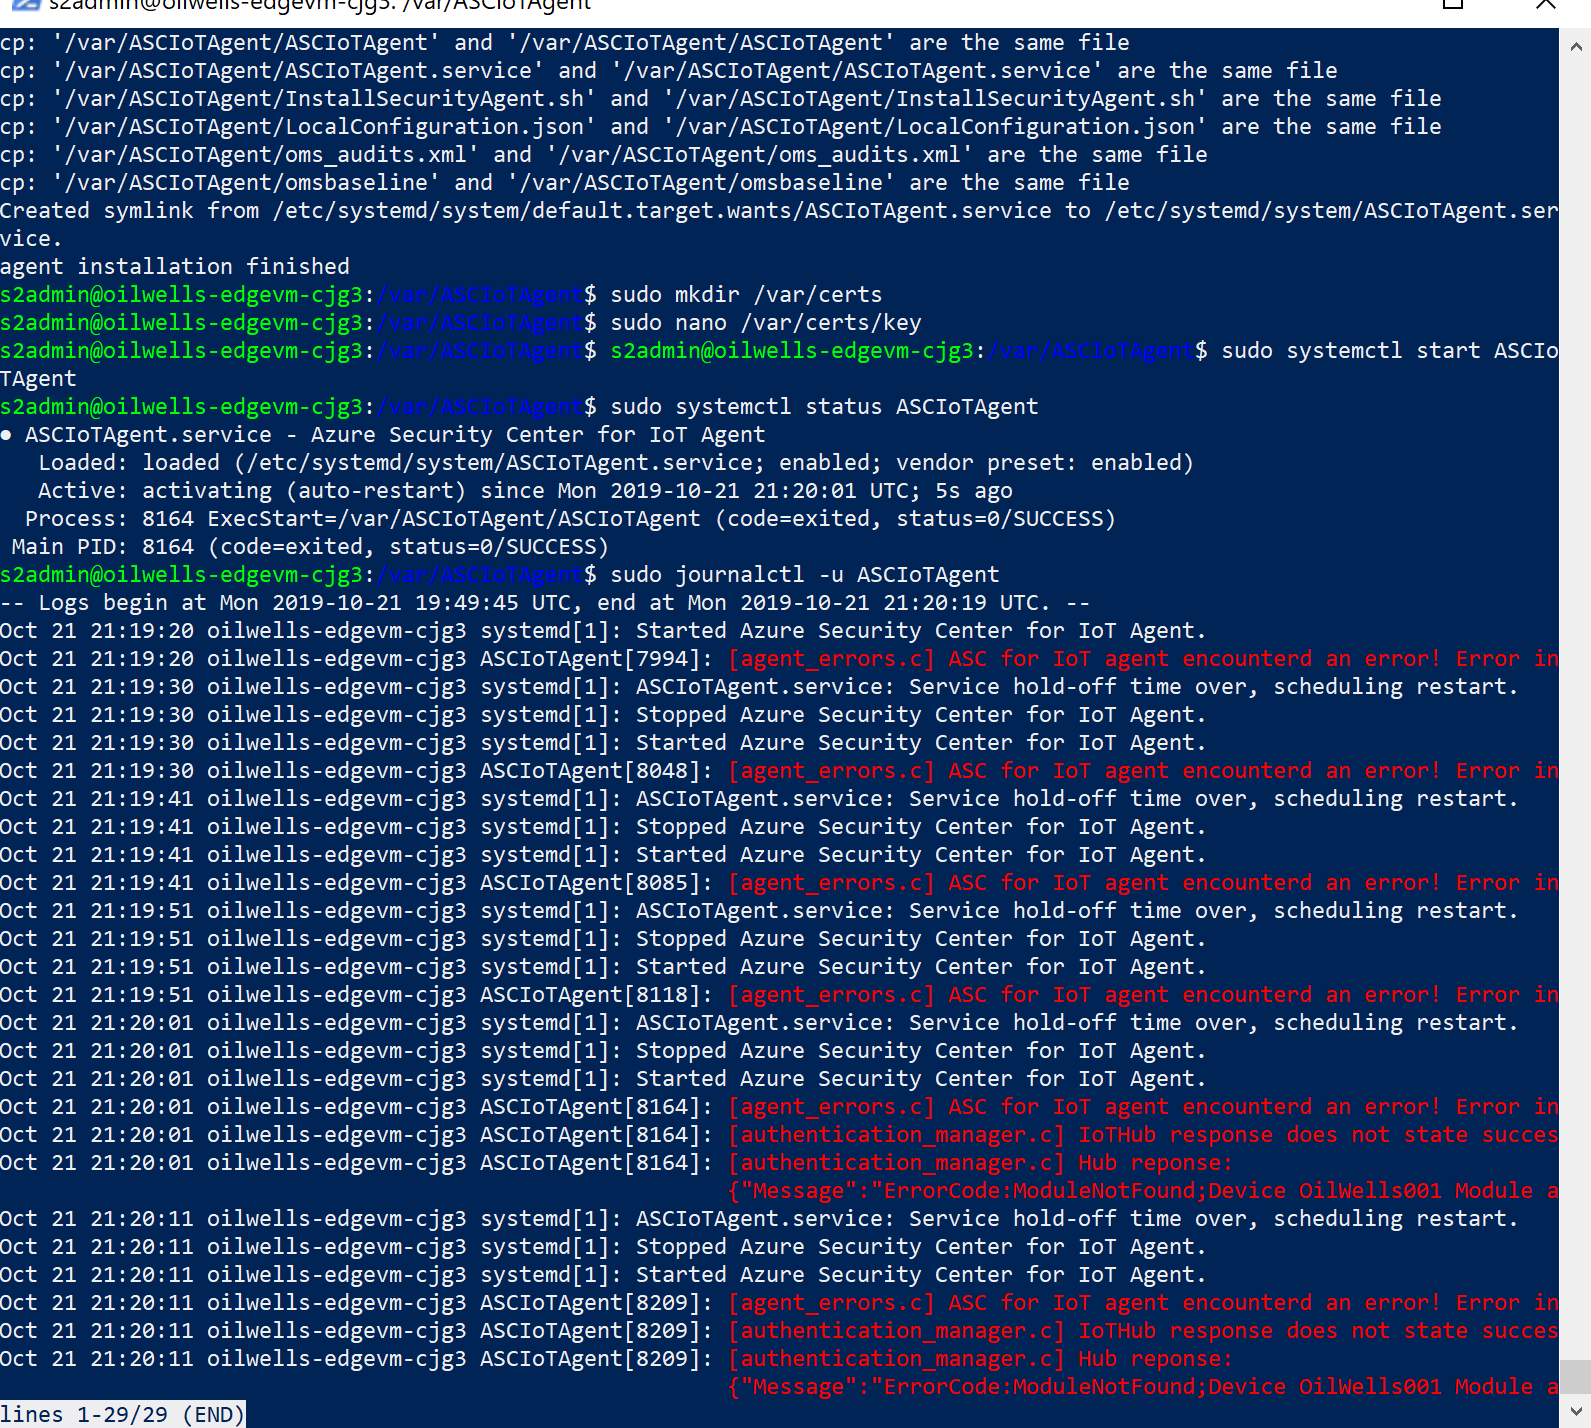 s2admin@oilwells-edgevm-cjg3: /var/ASCIoTAgent
cp: '/var/ASCIoTAgent/ASCIoTAgent' and '/var/ASCIoTAgent/ASCIoTAgent' are the same file
cp: '/var/ASCIoTAgent/ASCIoTAgent.service' and '/var/ASCIoTAgent/ASCIoTAgent.service' are the same file
cp: '/var/ASCIoTAgent/InstallSecurityAgent.sh' and '/var/ASCIoTAgent/InstallSecurityAgent.sh' are the same file
cp: '/var/ASCIoTAgent/LocalConfiguration.json' and '/var/ASCIoTAgent/LocalConfiguration.json' are the same file
cp: '/var/ASCIoTAgent/oms_audits.xml' and '/var/ASCIoTAgent/oms_audits.xml' are the same file
cp: '/var/ASCIoTAgent/omsbaseline' and '/var/ASCIoTAgent/omsbaseline' are the same file
Created symlink from /etc/systemd/system/default.target.wants/ASCIoTAgent.service to /etc/systemd/system/ASCIoTAgent.ser
vice.
agent installation finished
s2admin@oilwells-edgevm-cjg3:/var/ASCIoTAgent$ sudo mkdir /var/certs
s2admin@oilwells-edgevm-cjg3:/var/ASCIoTAgent$ sudo nano /var/certs/key
s2admin@oilwells-edgevm-cjg3:/var/ASCIoTAgent$ s2admin@oilwells-edgevm-cjg3:/var/ASCIoTAgent$ sudo systemctl start ASCIo
TAgent
s2admin@oilwells-edgevm-cjg3:/var/ASCIoTAgent$ sudo systemctl status ASCIoTAgent
● ASCIoTAgent.service - Azure Security Center for IoT Agent
Loaded: loaded (/etc/systemd/system/ASCIoTAgent.service; enabled; vendor preset: enabled)
Active: activating (auto-restart) since Mon 2019-10-21 21:20:01 UTC; 5s ago
Process: 8164 ExecStart=/var/ASCIoTAgent/ASCIoTAgent (code=exited, status=0/SUCCESS)
Main PID: 8164 (code=exited, status=0/SUCCESS)
s2admin@oilwells-edgevm-cjg3:/var/ASCIoTAgent$ sudo journalctl -u ASCIoTAgent
-- Logs begin at Mon 2019-10-21 19:49:45 UTC, end at Mon 2019-10-21 21:20:19 UTC. --
Oct 21 21:19:20 oilwells-edgevm-cjg3 systemd[1]: Started Azure Security Center for IoT Agent.
Oct 21 21:19:20 oilwells-edgevm-cjg3 ASCIoTAgent[7994]: [agent_errors.c] ASC for IoT agent encounterd an error! Error in
Oct 21 21:19:30 oilwells-edgevm-cjg3 systemd[1]: ASCIoTAgent.service: Service hold-off time over, scheduling restart.
Oct 21 21:19:30 oilwells-edgevm-cjg3 systemd[1]: Stopped Azure Security Center for IoT Agent.
Oct 21 21:19:30 oilwells-edgevm-cjg3 systemd[1]: Started Azure Security Center for IoT Agent.
Oct 21 21:19:30 oilwells-edgevm-cjg3 ASCIoTAgent[8048]: [agent_errors.c] ASC for IoT agent encounterd an error! Error in
Oct 21 21:19:41 oilwells-edgevm-cjg3 systemd[1]: ASCIoTAgent.service: Service hold-off time over, scheduling restart.
Oct 21 21:19:41 oilwells-edgevm-cjg3 systemd[1]: Stopped Azure Security Center for IoT Agent.
Oct 21 21:19:41 oilwells-edgevm-cjg3 systemd[1]: Started Azure Security Center for IoT Agent.
Oct 21 21:19:41 oilwells-edgevm-cjg3 ASCIoTAgent[8085]: [agent_errors.c] ASC for IoT agent encounterd an error! Error in
Oct 21 21:19:51 oilwells-edgevm-cjg3 systemd[1]: ASCIoTAgent.service: Service hold-off time over, scheduling restart.
Oct 21 21:19:51 oilwells-edgevm-cjg3 systemd[1]: Stopped Azure Security Center for IoT Agent.
Oct 21 21:19:51 oilwells-edgevm-cjg3 systemd[1]: Started Azure Security Center for IoT Agent.
Oct 21 21:19:51 oilwells-edgevm-cjg3 ASCIoTAgent[8118]: [agent_errors.c] ASC for IoT agent encounterd an error! Error in
Oct 21 21:20:01 oilwells-edgevm-cjg3 systemd[1]: ASCIoTAgent.service: Service hold-off time over, scheduling restart.
Oct 21 21:20:01 oilwells-edgevm-cjg3 systemd[1]: Stopped Azure Security Center for IoT Agent.
Oct 21 21:20:01 oilwells-edgevm-cjg3 systemd[1]: Started Azure Security Center for IoT Agent.
Oct 21 21:20:01 oilwells-edgevm-cjg3 ASCIoTAgent[8164]: [agent_errors.c] ASC for IoT agent encounterd an error! Error in
Oct 21 21:20:01 oilwells-edgevm-cjg3 ASCIoTAgent[8164]: [authentication_manager.c] IoTHub response does not state succes
Oct 21 21:20:01 oilwells-edgevm-cjg3 ASCIoTAgent[8164]: [authentication_manager.c] Hub reponse:
{"Message":"ErrorCode:ModuleNotFound;Device OilWells001 Module a
Oct 21 21:20:11 oilwells-edgevm-cjg3 systemd[1]: ASCIoTAgent.service: Service hold-off time over, scheduling restart.
Oct 21 21:20:11 oilwells-edgevm-cjg3 systemd[1]: Stopped Azure Security Center for IoT Agent.
Oct 21 21:20:11 oilwells-edgevm-cjg3 systemd[1]: Started Azure Security Center for IoT Agent.
Oct 21 21:20:11 oilwells-edgevm-cjg3 ASCIoTAgent[8209]: [agent_errors.c] ASC for IoT agent encounterd an error! Error in
Oct 21 21:20:11 oilwells-edgevm-cjg3 ASCIoTAgent[8209]: [authentication_manager.c] IoTHub response does not state succes
Oct 21 21:20:11 oilwells-edgevm-cjg3 ASCIoTAgent[8209]: [authentication_manager.c] Hub reponse:
{"Message":"ErrorCode:ModuleNotFound;Device OilWells001 Module a
lines 1-29/29 (END)